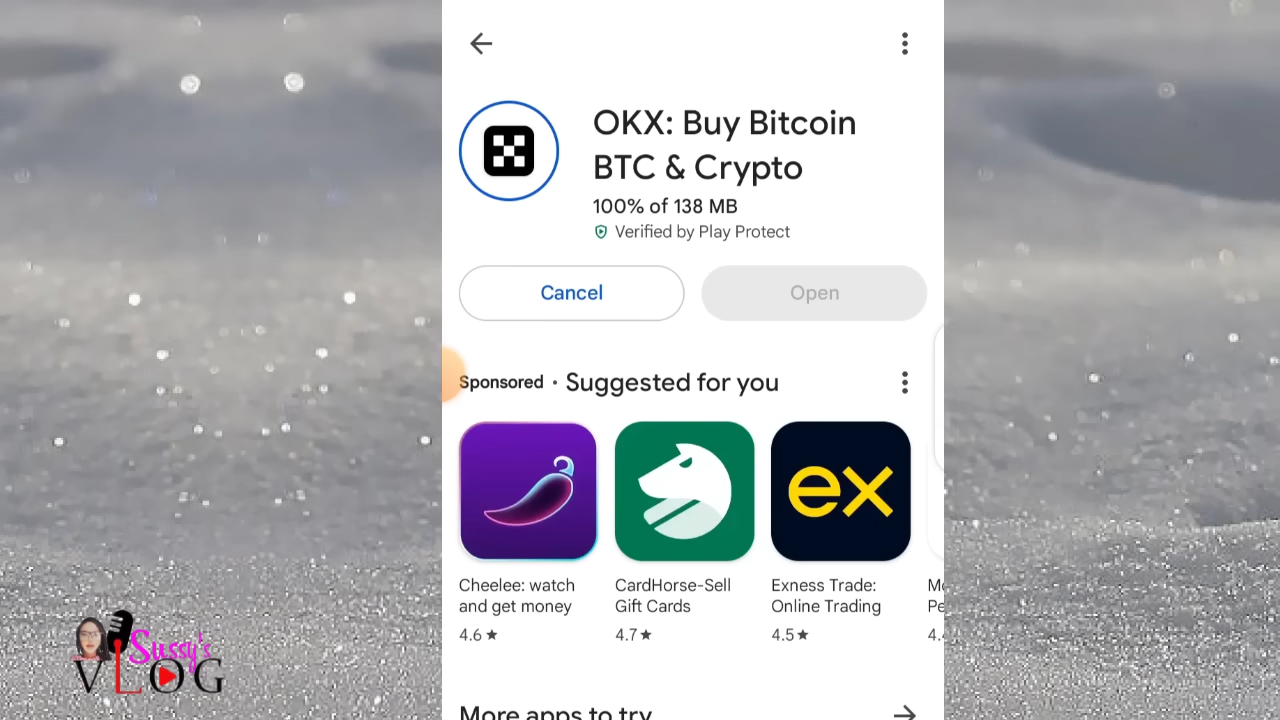 OKX: Buy Bitcoin
BTC & Crypto
100% of 138 MB
Verified by Play Protect
Cancel
Open
Sponsored • Suggested for you
ex
Cheelee: watch
and get money
4.6 ★
CardHorse-Sell
Gift Cards
4.7 ★
Exness Trade:
Online Trading
4.5 ★
More apps to try
Sussy's
VLOG